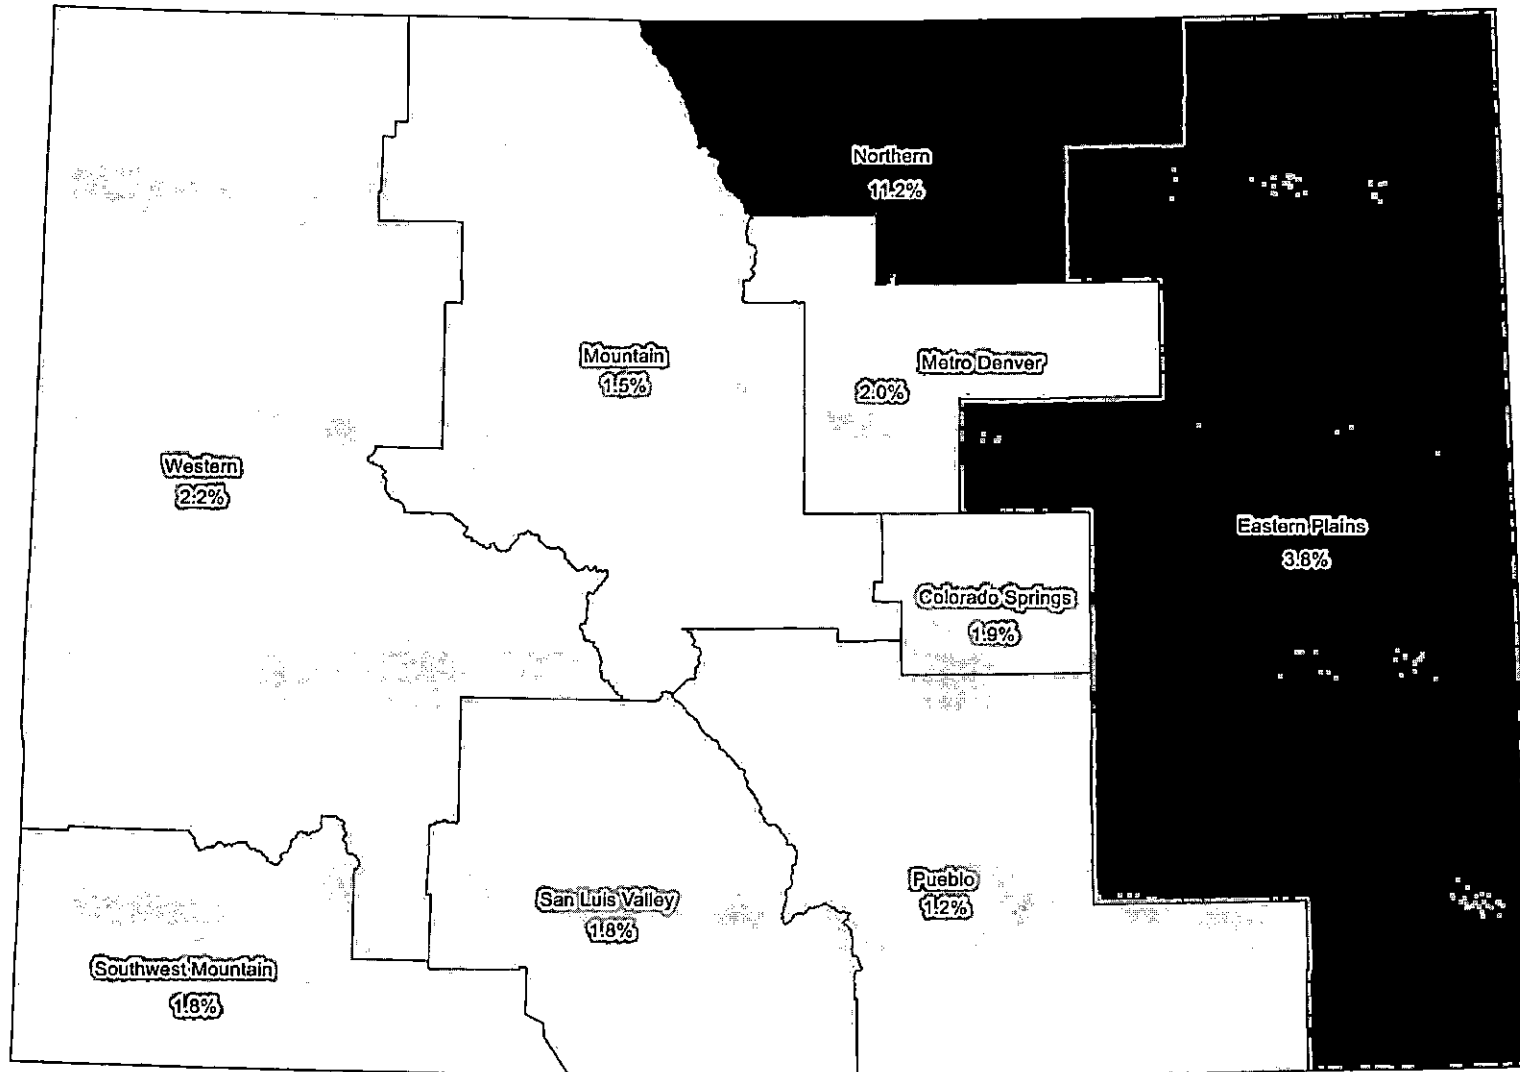 Northern
11.2%
Mountain
1.5%
Metro Denver
2.0%
Western
2.2%
Eastern Plains
3.8%
Colorado Springs
1.9%
Pueblo
1.2%
San Luis Valley
1.8%
Southwest Mountain
1.8%